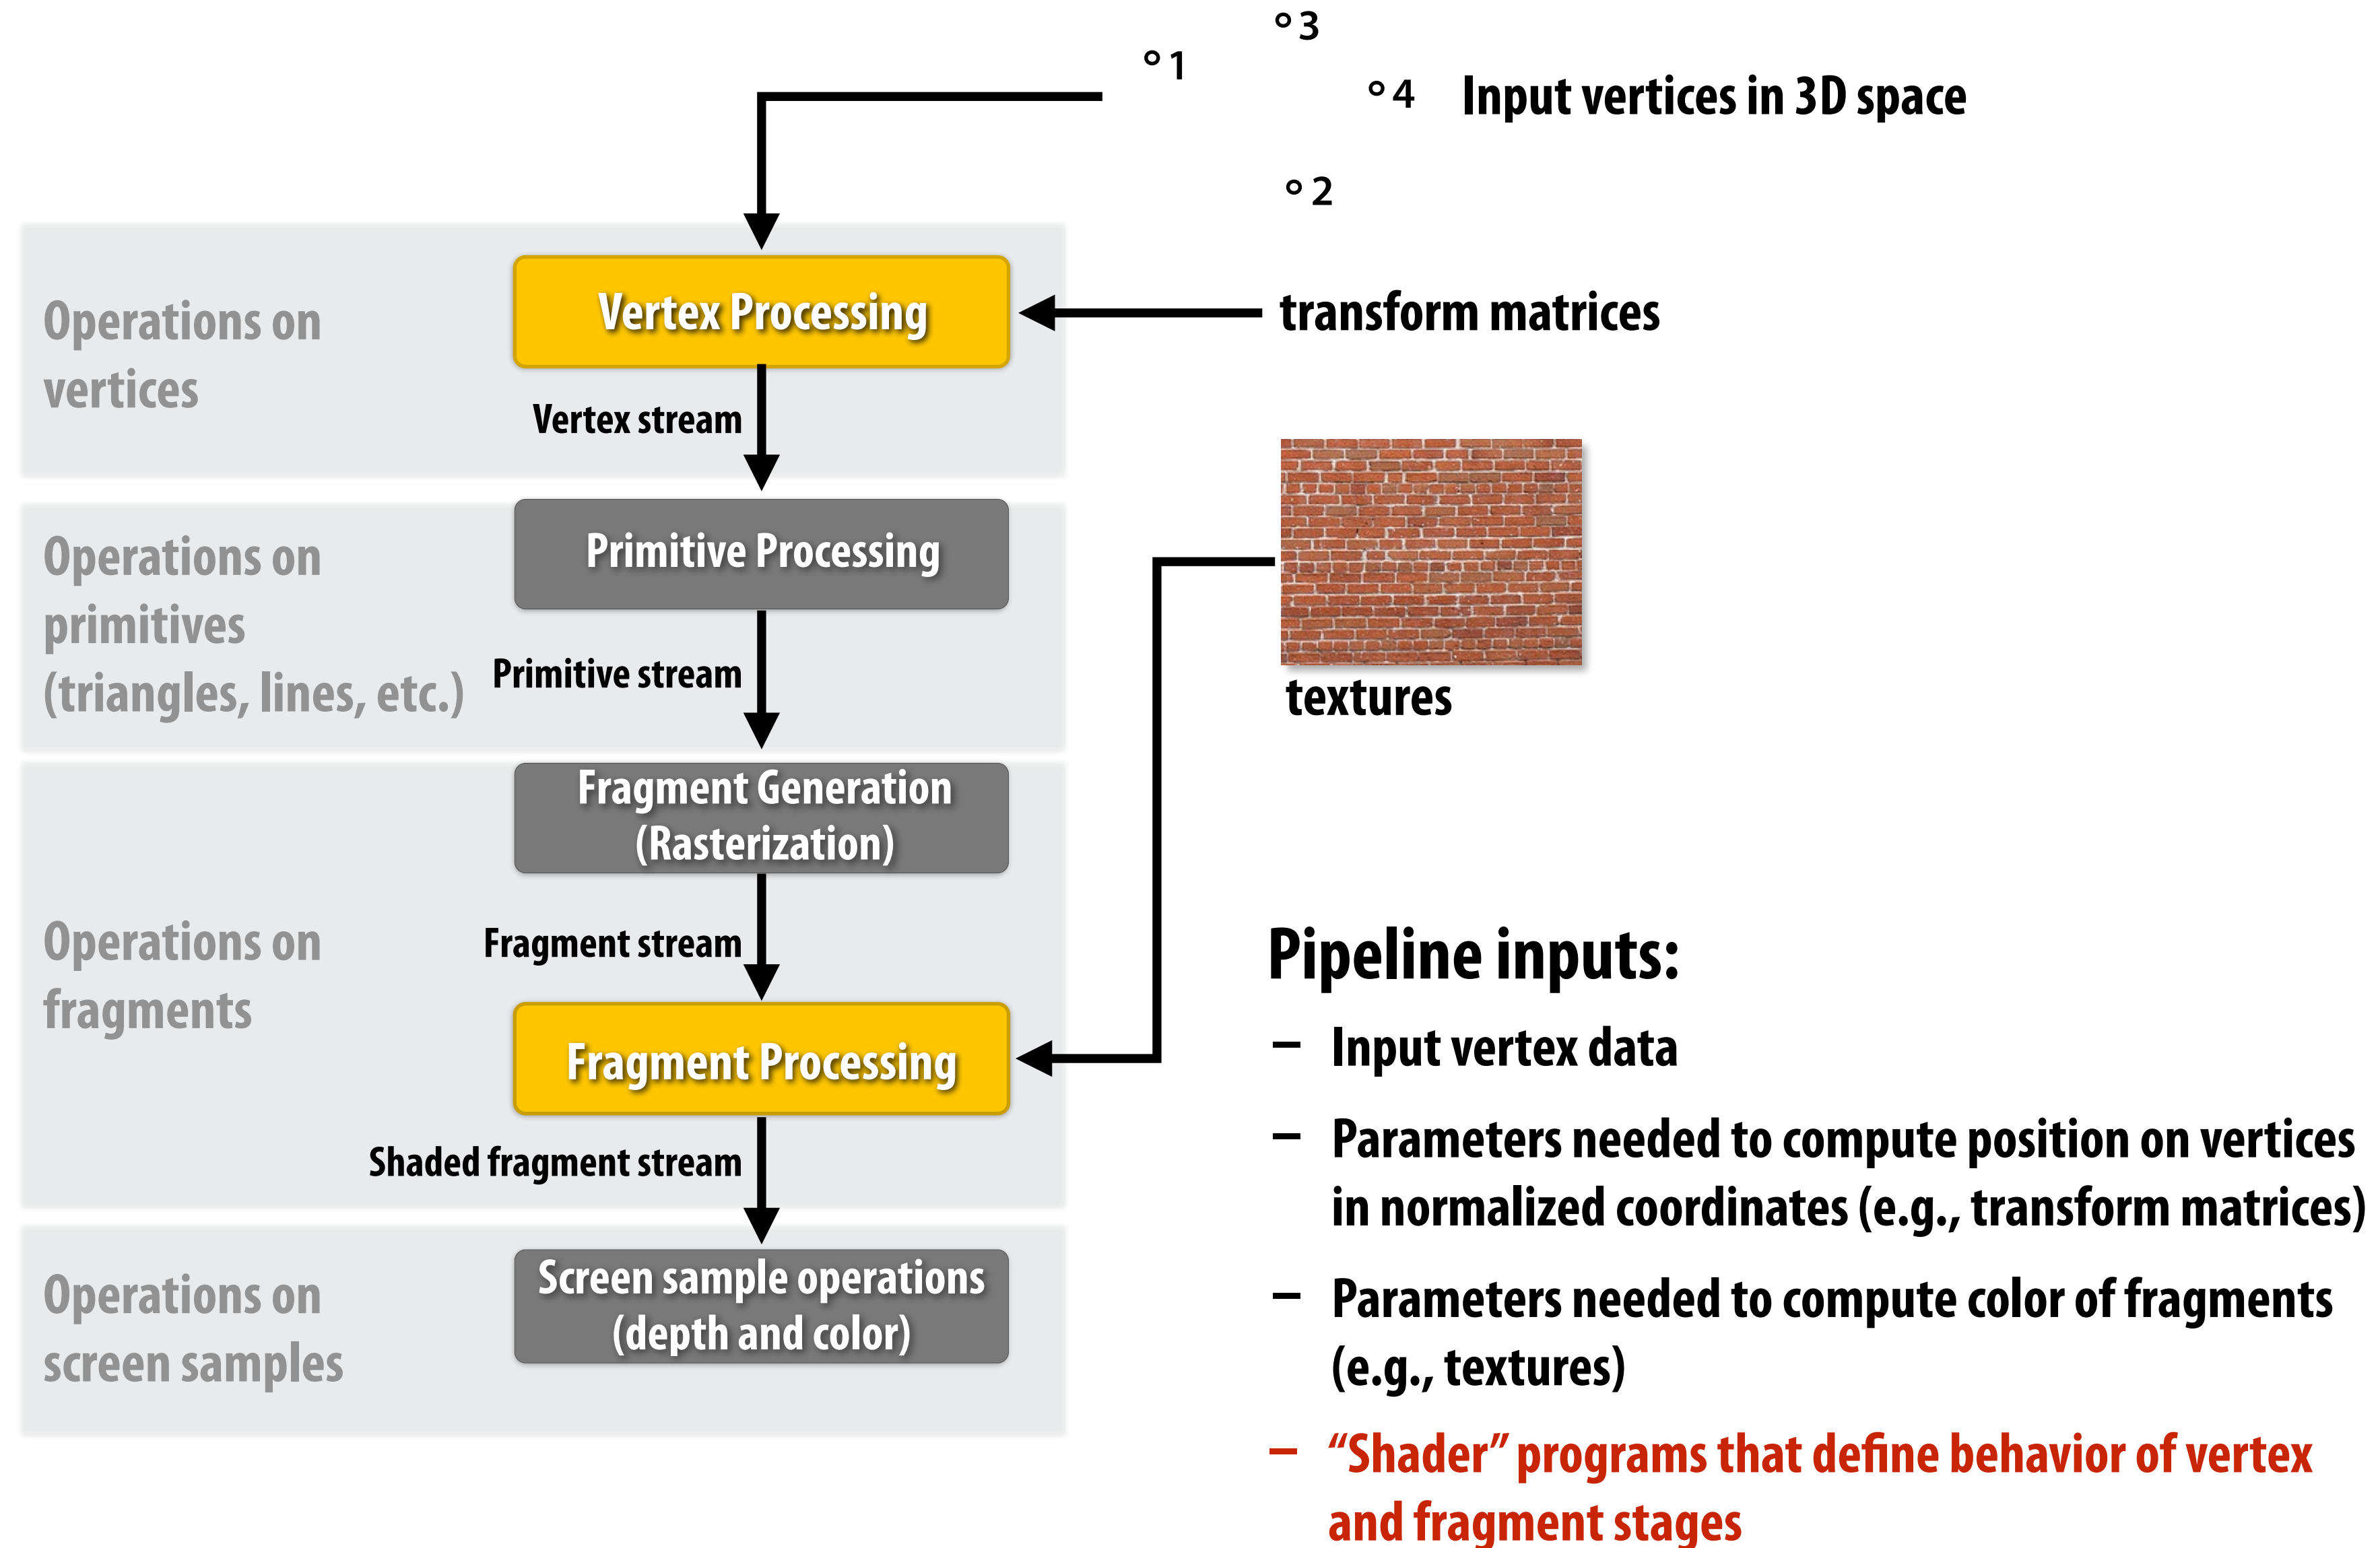 3
1
4
Input vertices in 3D space
2
Operations on
vertices
Vertex Processing
transform matrices
Vertex stream
Operations on
primitives
(triangles, lines, etc.)
Primitive Processing
Primitive stream
textures
Fragment Generation
(Rasterization)
Operations on
fragments
Fragment stream
Fragment Processing
Shaded fragment stream
Operations on
screen samples
Screen sample operations
(depth and color)
Pipeline inputs:
– Input vertex data
– Parameters needed to compute position on vertices
in normalized coordinates (e.g., transform matrices)
– Parameters needed to compute color of fragments
(e.g., textures)
– “Shader” programs that define behavior of vertex
and fragment stages